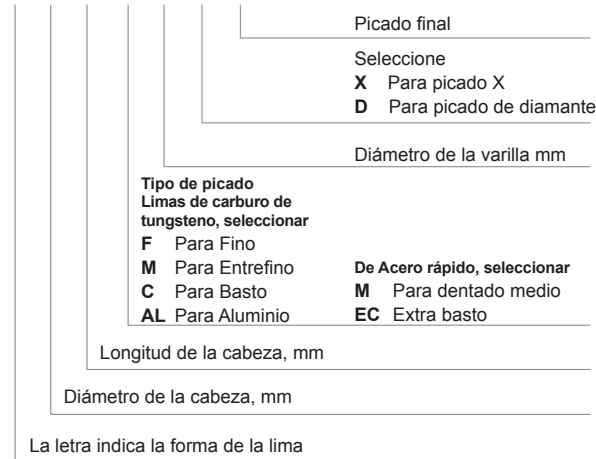 Picado final
Seleccione
X Para picado X
D Para picado de diamante
Diámetro de la varilla mm
Tipo de picado
Limas de carburo de
tungsteno, seleccionar
F Para Fino
M Para Entrefino
C Para Basto
AL Para Aluminio
De Acero rápido, seleccionar
M Para dentado medio
EC Extra basto
Longitud de la cabeza, mm
Diámetro de la cabeza, mm
La letra indica la forma de la lima